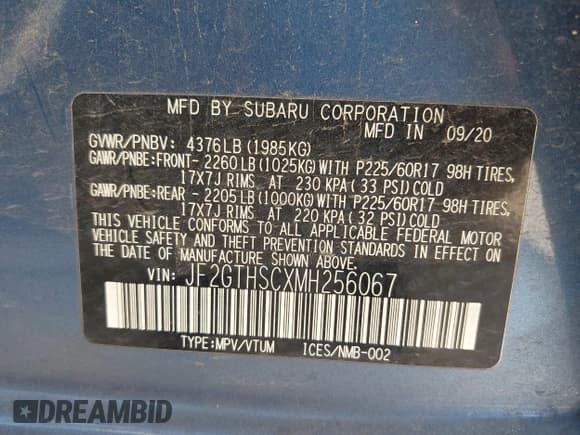 MFD BY SUBARU CORPORATION
MFD IN 09/20
GVWR/PNBV: 4376LB(1985KG)
GAWR/PNBE:FRONT-2260LB(1025KG)WITH P225/60R17 98H TIRES,
17X7J RIMS AT 230 KPA(33 PSI)COLD
GAWR/PNBE:REAR -2205LB(1000KG)WITH P225/60R17 98H TIRES,
17X7J RIMS AT 220 KPA(32 PSI)COLD
THIS VEHICLE CONFORMS TO ALL APPLICABLE FEDERAL MOTOR
VEHICLE SAFETY AND THEFT PREVENTION STANDARDS IN EFFECT ON
THE DATE OF MANUFACTURE SHOWN ABOVE.
VIN: JF2GTHSCXMH256067
TYPE:MPV/VTUM ICES/NMB-002
DREAMBID